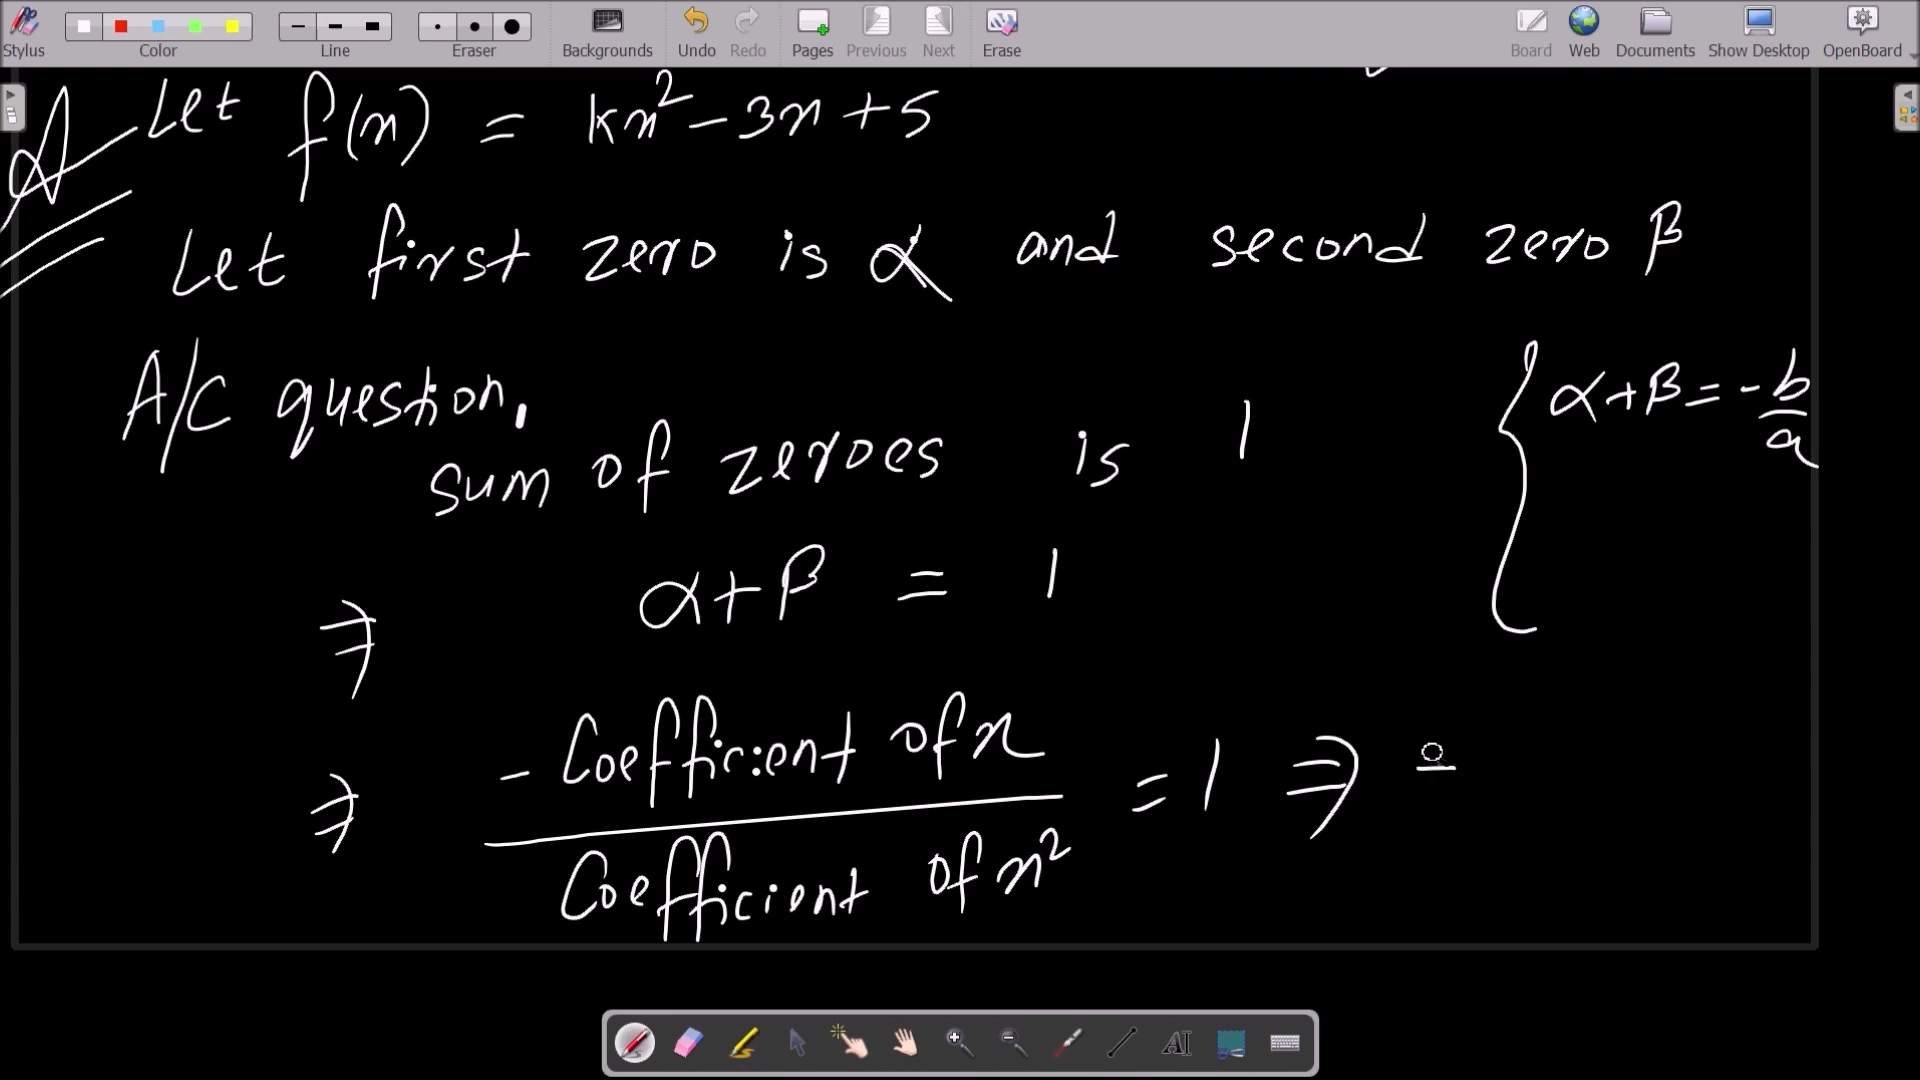 Stylus Color Line Eraser Backgrounds Undo Redo Pages Previous Next Erase Board Web Documents Show Desktop OpenBoard
A Let f(x) = kx² - 3x + 5
Let first zero is α and second zero β
A/C question,
sum of zeroes is 1
{ α + β = -b/a
⇒ α + β = 1
⇒ - Coefficient of x / Coefficient of x² = 1 ⇒ -
AI